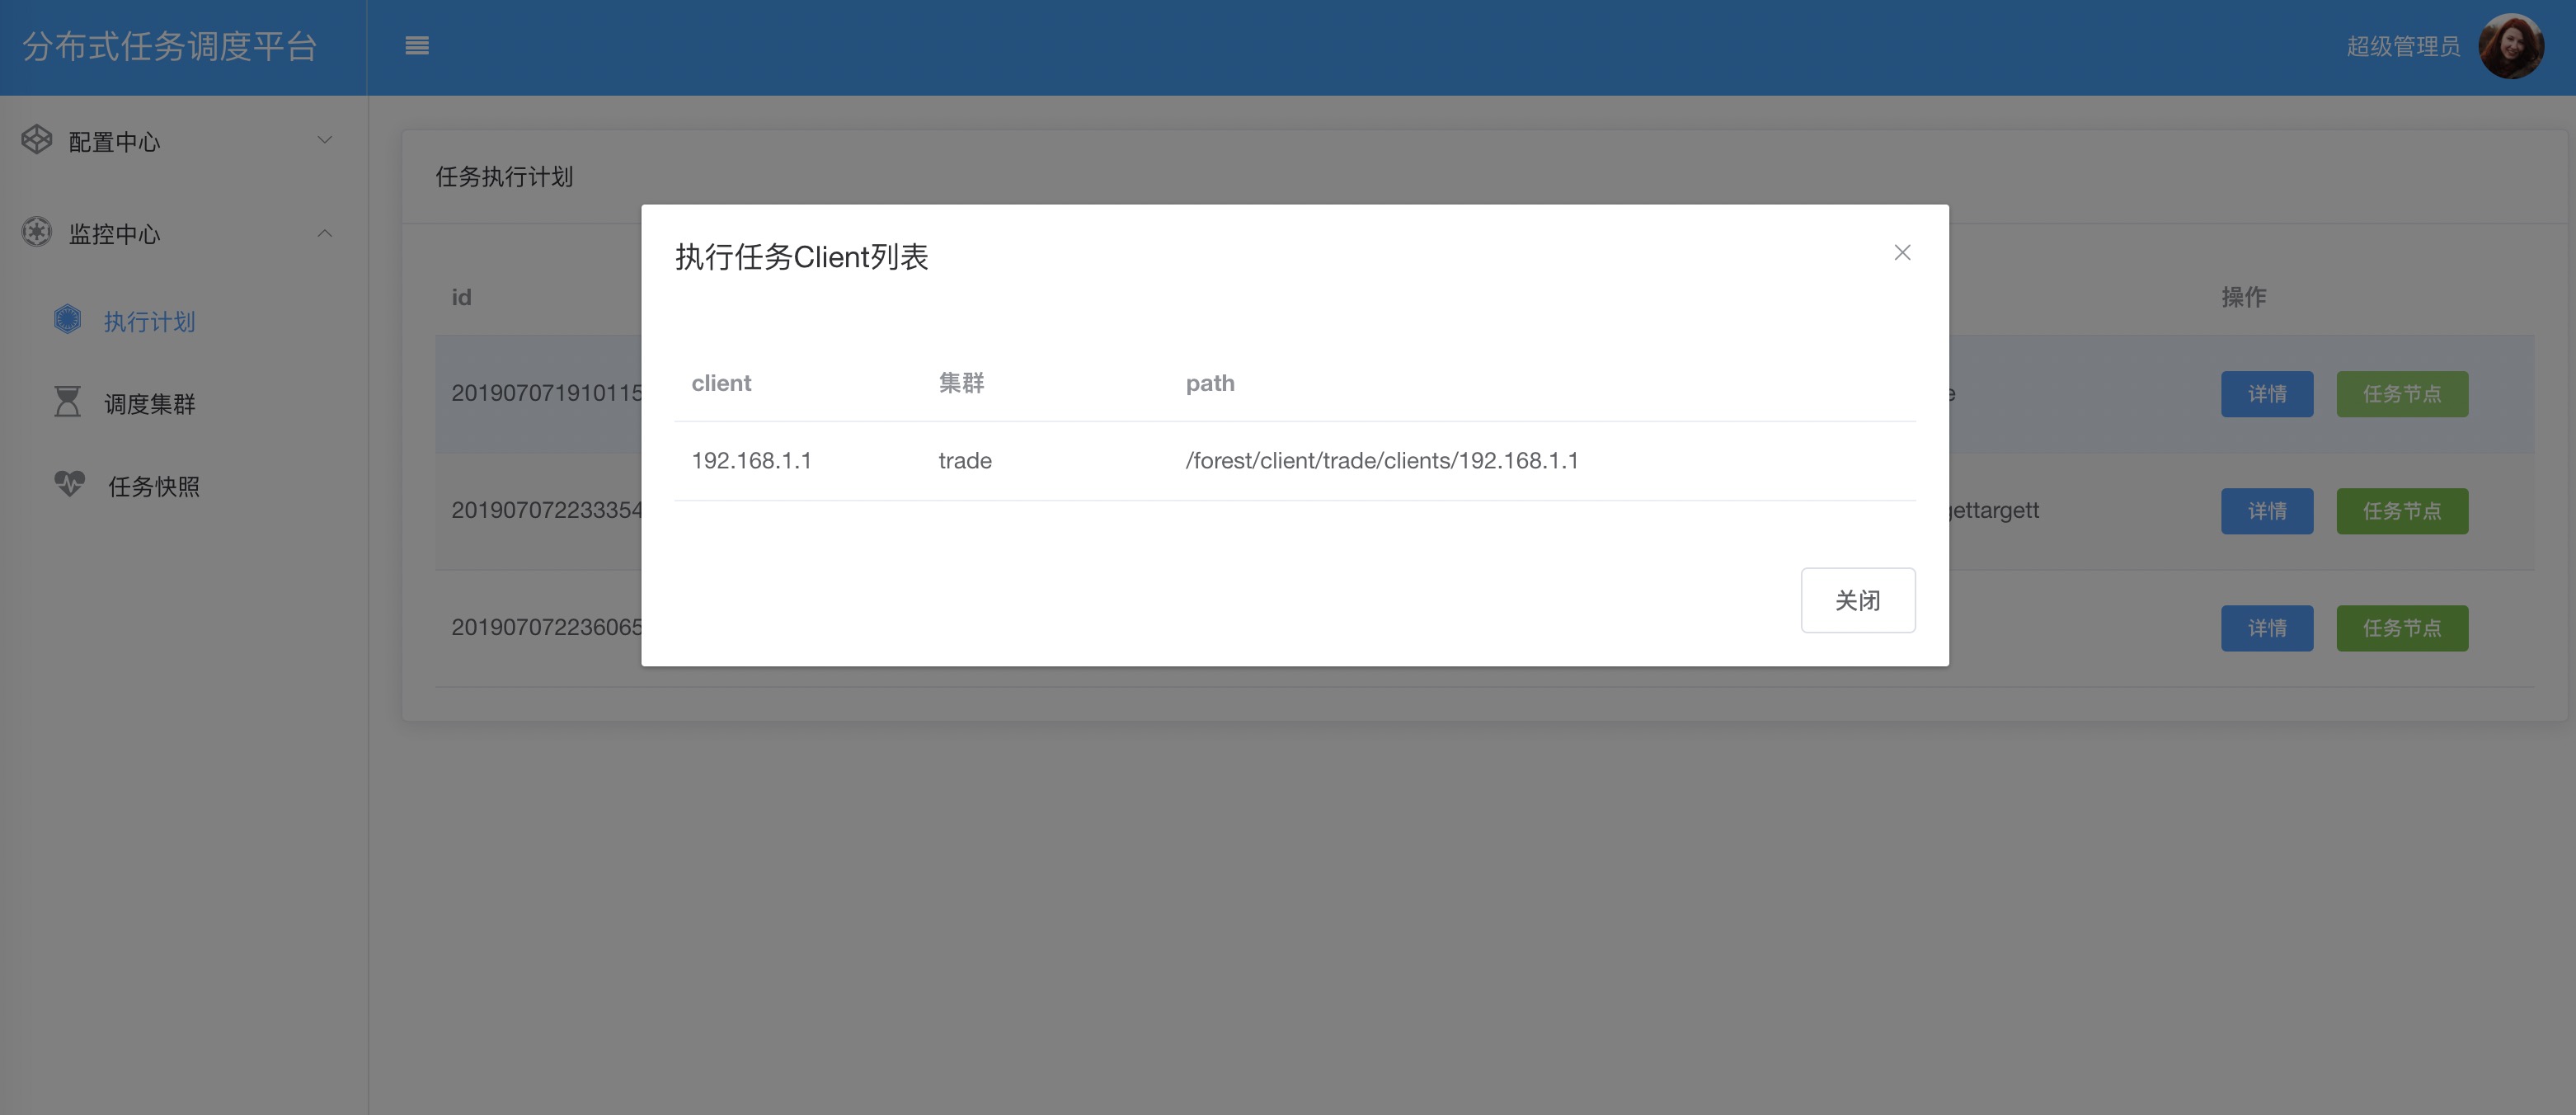 分布式任务调度平台
超级管理员
配置中心
监控中心
执行计划
调度集群
任务快照
任务执行计划
id
操作
201907071910115
详情 任务节点
201907072233354
gettargett
详情 任务节点
201907072236065
详情 任务节点
执行任务Client列表
client 集群 path
192.168.1.1 trade /forest/client/trade/clients/192.168.1.1
关闭